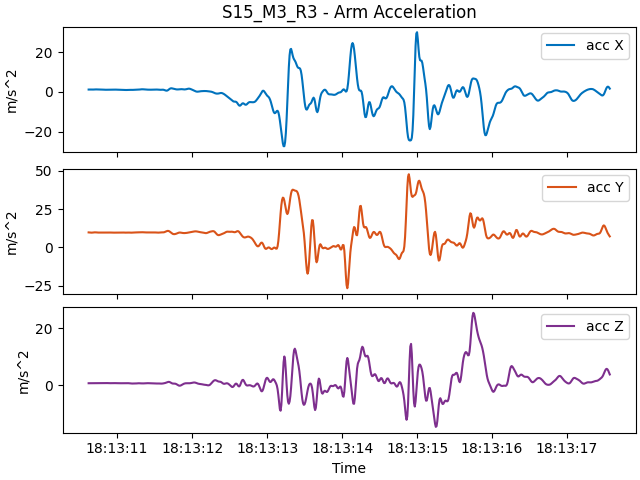 S15_M3_R3 - Arm Acceleration
20
0
−20
m/s^2
acc X
50
25
0
−25
m/s^2
acc Y
20
0
m/s^2
acc Z
18:13:11 18:13:12 18:13:13 18:13:14 18:13:15 18:13:16 18:13:17
Time